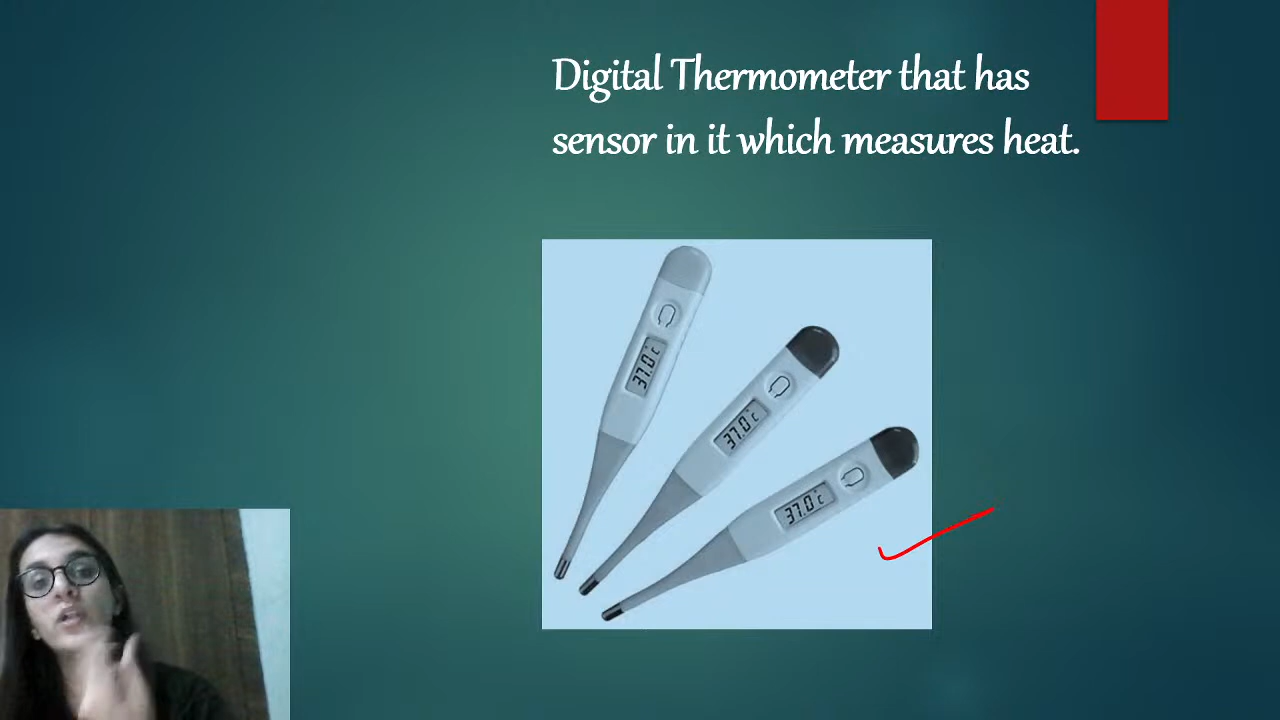 Digital Thermometer that has
sensor in it which measures heat.
37.0°c
37.0°c
37.0°c